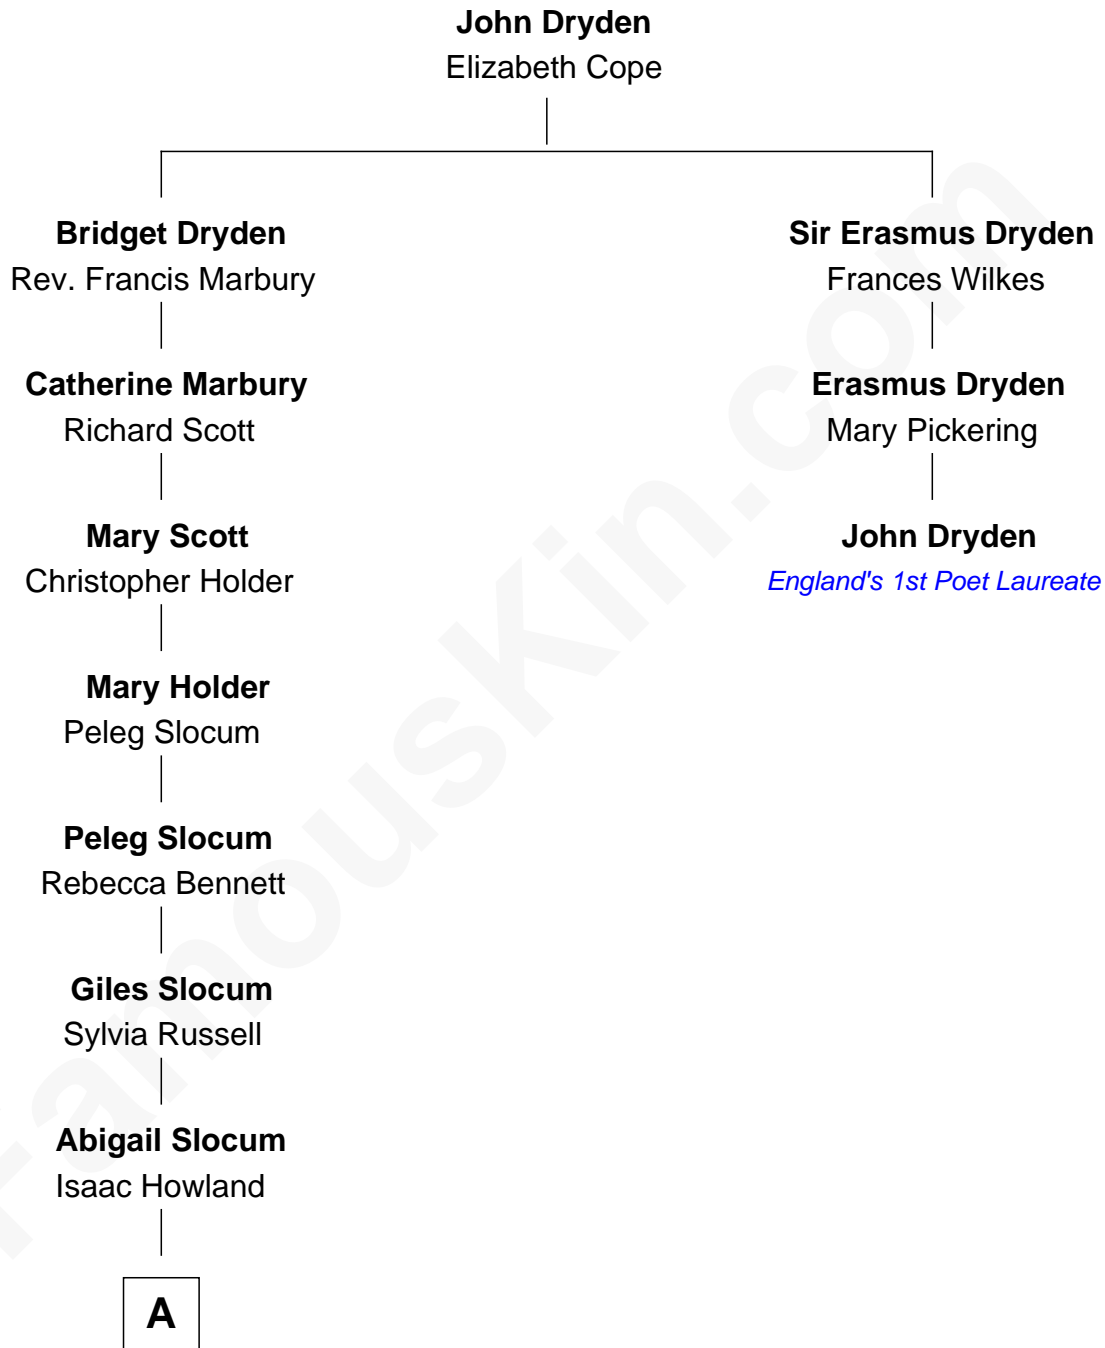 John Dryden
Elizabeth Cope
Bridget Dryden
Rev. Francis Marbury
Sir Erasmus Dryden
Frances Wilkes
Catherine Marbury
Richard Scott
Erasmus Dryden
Mary Pickering
Mary Scott
Christopher Holder
John Dryden
England's 1st Poet Laureate
Mary Holder
Peleg Slocum
Peleg Slocum
Rebecca Bennett
Giles Slocum
Sylvia Russell
Abigail Slocum
Isaac Howland
A
FamousKin.com